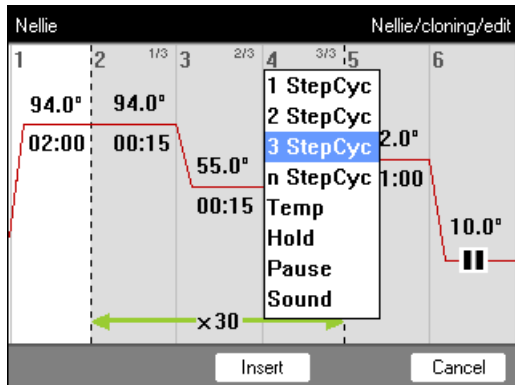 Nellie Nellie/cloning/edit
1 2 1/3 3 2/3 4 3/3 5 6
94.0° 94.0°
02:00 00:15
55.0°
00:15
1 StepCyc
2 StepCyc
3 StepCyc
n StepCyc
Temp
Hold
Pause
Sound
2.0°
1:00
10.0°
×30
Insert Cancel